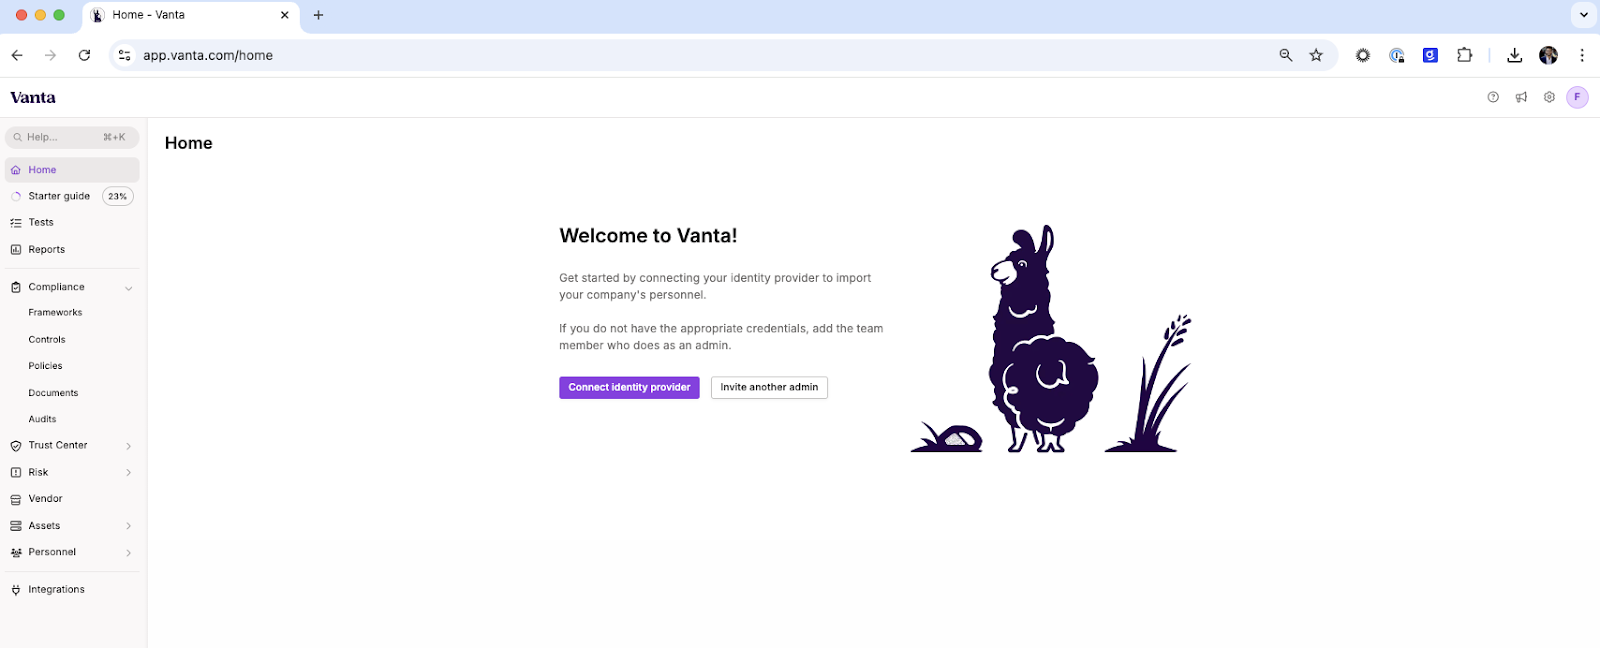 Home - Vanta
app.vanta.com/home
Vanta
F
Help... ⌘+K
Home
Home
Starter guide 23%
Tests
Reports
Compliance
Frameworks
Controls
Policies
Documents
Audits
Trust Center
Risk
Vendor
Assets
Personnel
Integrations
Welcome to Vanta!
Get started by connecting your identity provider to import
your company's personnel.
If you do not have the appropriate credentials, add the team
member who does as an admin.
Connect identity provider
Invite another admin